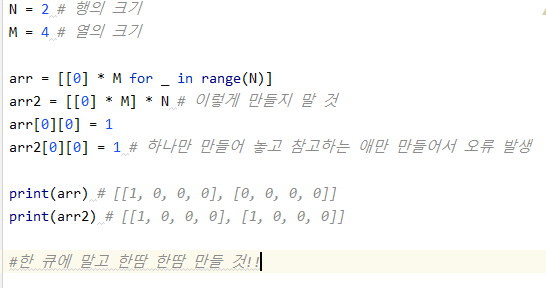 N = 2 # 행의 크기
M = 4 # 열의 크기
arr = [[0] * M for _ in range(N)]
arr2 = [[0] * M] * N # 이렇게 만들지 말 것
arr[0][0] = 1
arr2[0][0] = 1 # 하나만 만들어 놓고 참고하는 애만 만들어서 오류 발생
print(arr) # [[1, 0, 0, 0], [0, 0, 0, 0]]
print(arr2) # [[1, 0, 0, 0], [1, 0, 0, 0]]
#한 큐에 말고 한땀 한땀 만들 것!!